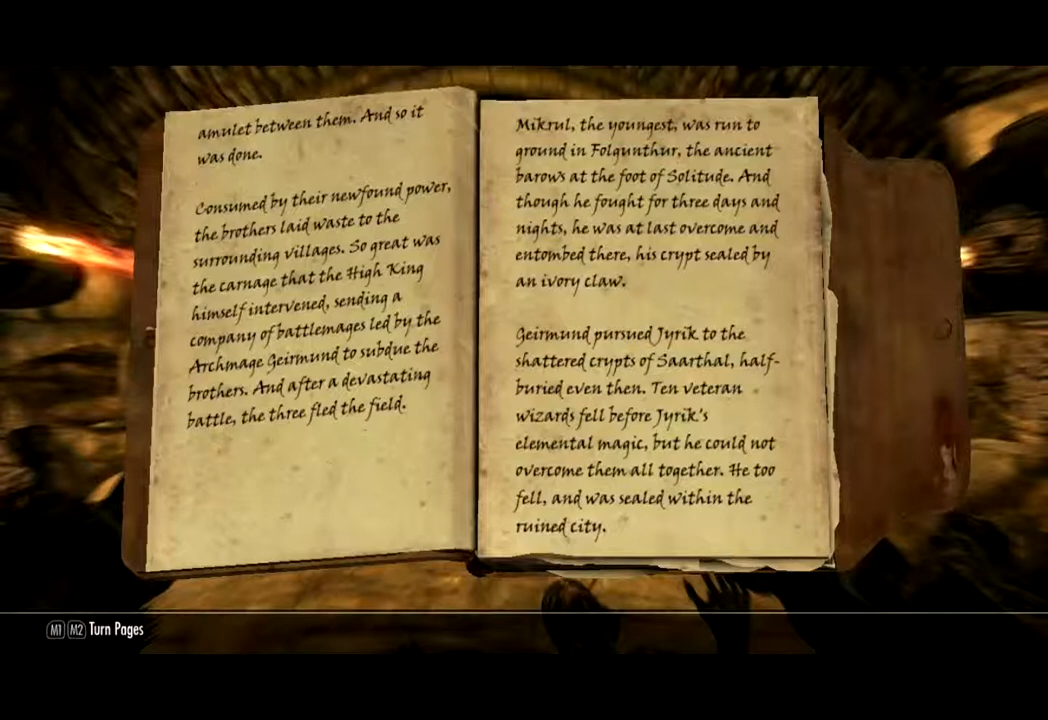 amulet between them. And so it
was done.
Consumed by their newfound power,
the brothers laid waste to the
surrounding villages. So great was
the carnage that the High King
himself intervened, sending a
company of battlemages led by the
Archmage Geirmund to subdue the
brothers. And after a devastating
battle, the three fled the field.
Mikrul, the youngest, was run to
ground in Folgunthur, the ancient
barows at the foot of Solitude. And
though he fought for three days and
nights, he was at last overcome and
entombed there, his crypt sealed by
an ivory claw.
Geirmund pursued Jyrik to the
shattered crypts of Saarthal, half-
buried even then. Ten veteran
wizards fell before Jyrik's
elemental magic, but he could not
overcome them all together. He too
fell, and was sealed within the
ruined city.
M1 M2 Turn Pages